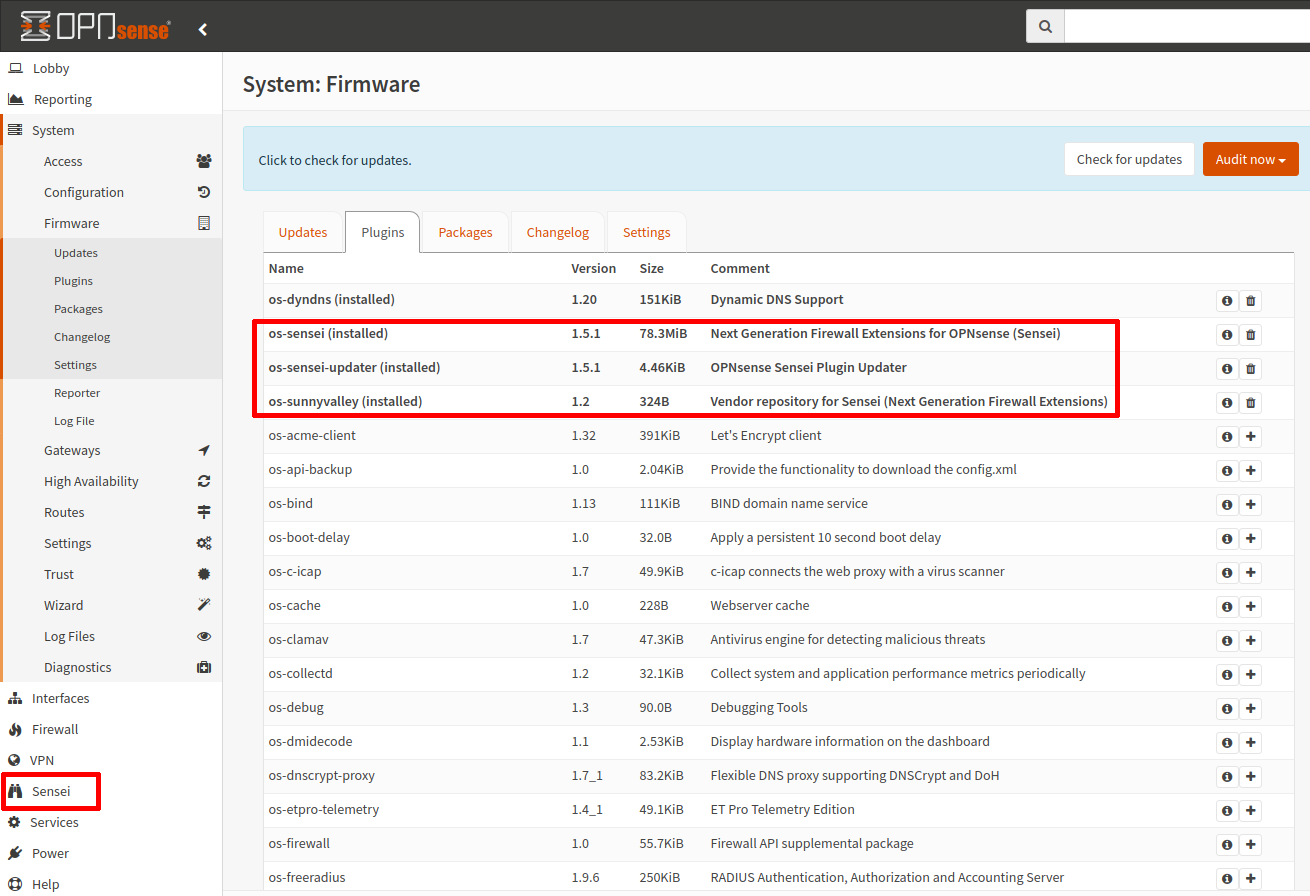 OPNsense
Lobby
Reporting
System
Access
Configuration
Firmware
Updates
Plugins
Packages
Changelog
Settings
Reporter
Log File
Gateways
High Availability
Routes
Settings
Trust
Wizard
Log Files
Diagnostics
Interfaces
Firewall
VPN
Sensei
Services
Power
Help
System: Firmware
Click to check for updates. Check for updates Audit now
Updates Plugins Packages Changelog Settings
Name Version Size Comment
os-dyndns (installed) 1.20 151KiB Dynamic DNS Support
os-sensei (installed) 1.5.1 78.3MiB Next Generation Firewall Extensions for OPNsense (Sensei)
os-sensei-updater (installed) 1.5.1 4.46KiB OPNsense Sensei Plugin Updater
os-sunnyvalley (installed) 1.2 324B Vendor repository for Sensei (Next Generation Firewall Extensions)
os-acme-client 1.32 391KiB Let's Encrypt client
os-api-backup 1.0 2.04KiB Provide the functionality to download the config.xml
os-bind 1.13 111KiB BIND domain name service
os-boot-delay 1.0 32.0B Apply a persistent 10 second boot delay
os-c-icap 1.7 49.9KiB c-icap connects the web proxy with a virus scanner
os-cache 1.0 228B Webserver cache
os-clamav 1.7 47.3KiB Antivirus engine for detecting malicious threats
os-collectd 1.2 32.1KiB Collect system and application performance metrics periodically
os-debug 1.3 90.0B Debugging Tools
os-dmidecode 1.1 2.53KiB Display hardware information on the dashboard
os-dnscrypt-proxy 1.7_1 83.2KiB Flexible DNS proxy supporting DNSCrypt and DoH
os-etpro-telemetry 1.4_1 49.1KiB ET Pro Telemetry Edition
os-firewall 1.0 55.7KiB Firewall API supplemental package
os-freeradius 1.9.6 250KiB RADIUS Authentication, Authorization and Accounting Server